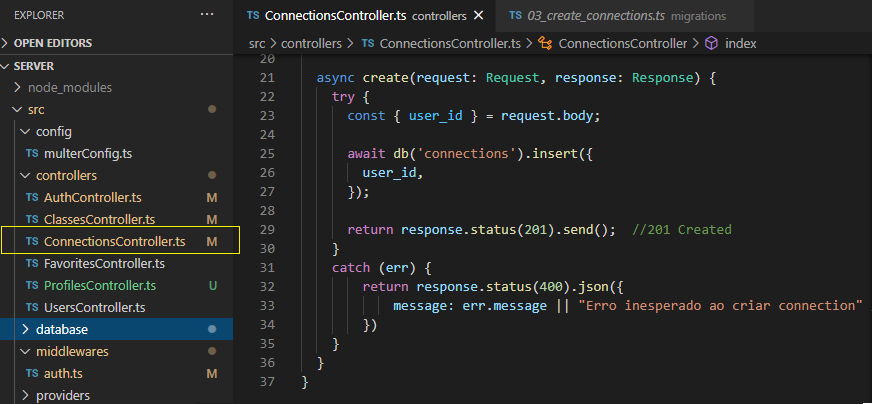 EXPLORER ···
OPEN EDITORS
SERVER
node_modules
src
config
TS multerConfig.ts
controllers
TS AuthController.ts M
TS ClassesController.ts M
TS ConnectionsController.ts M
TS FavoritesController.ts
TS ProfilesController.ts U
TS UsersController.ts
database
middlewares
TS auth.ts M
providers
ConnectionsController.ts controllers
TS 03_create_connections.ts migrations
src > controllers > TS ConnectionsController.ts > ConnectionsController > index
20
21 async create(request: Request, response: Response) {
22 try {
23 const { user_id } = request.body;
24
25 await db('connections').insert({
26 user_id,
27 });
28
29 return response.status(201).send();  //201 Created
30 }
31 catch (err) {
32 return response.status(400).json({
33 message: err.message || "Erro inesperado ao criar connection"
34 })
35 }
36 }
37 }